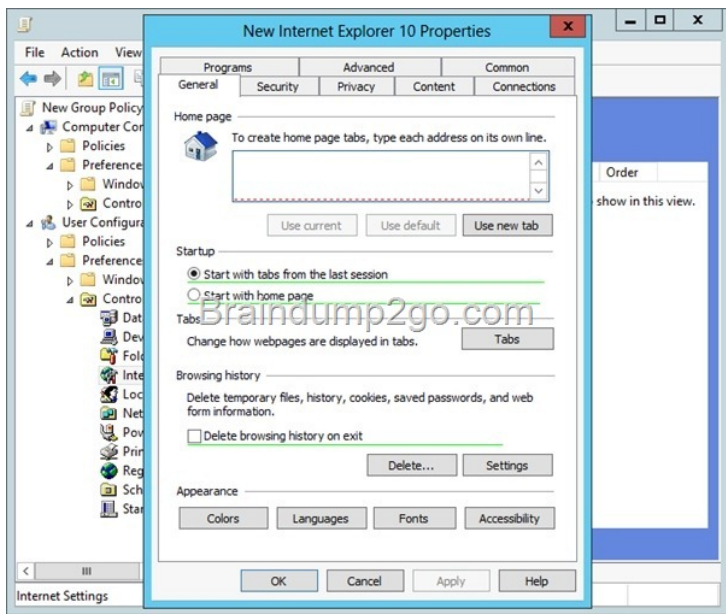 New Internet Explorer 10 Properties
File Action View
Programs Advanced Common
General Security Privacy Content Connections
New Group Policy
Computer Cor
Policies
Preference
Window
Contro
User Configura
Policies
Preference
Window
Contro
Dat
Dev
Fold
Inte
Loc
Net
Pow
Prin
Reg
Sch
Star
Home page
To create home page tabs, type each address on its own line.
Use current Use default Use new tab
Startup
Start with tabs from the last session
Start with home page
Braindump2go.com
Tabs
Change how webpages are displayed in tabs. Tabs
Browsing history
Delete temporary files, history, cookies, saved passwords, and web
form information.
Delete browsing history on exit
Delete... Settings
Appearance
Colors Languages Fonts Accessibility
OK Cancel Apply Help
Order
show in this view.
Internet Settings